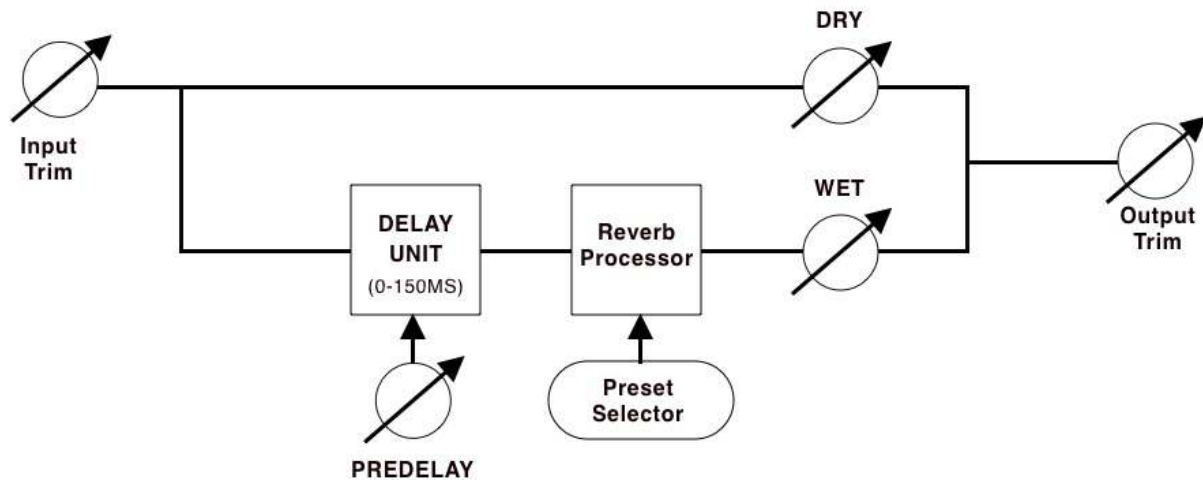 DRY
Input
Trim
WET
Output
Trim
DELAY
UNIT
(0-150MS)
Reverb
Processor
Preset
Selector
PREDELAY